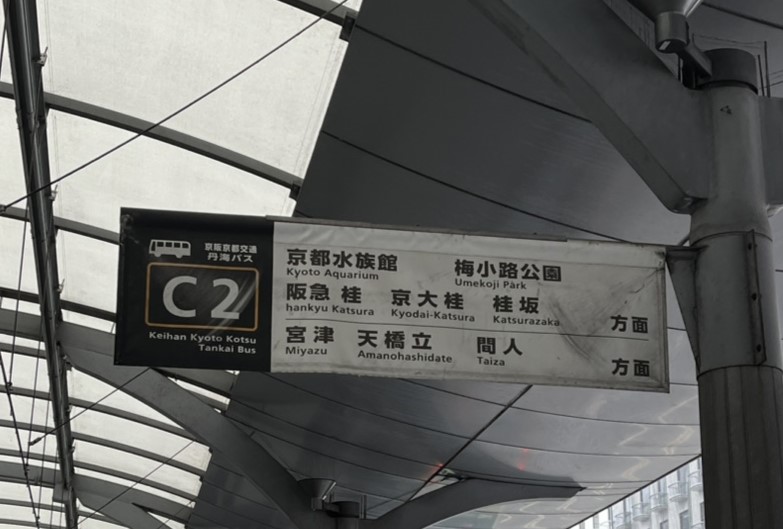 京阪京都交通
丹海バス
C2
Keihan Kyoto Kotsu
Tankai Bus
京都水族館 梅小路公園
Kyoto Aquarium Umekoji Park
阪急 桂 京大桂 桂坂 方面
hankyu Katsura Kyodai-Katsura Katsurazaka
宮津 天橋立 間人 方面
Miyazu Amanohashidate Taiza